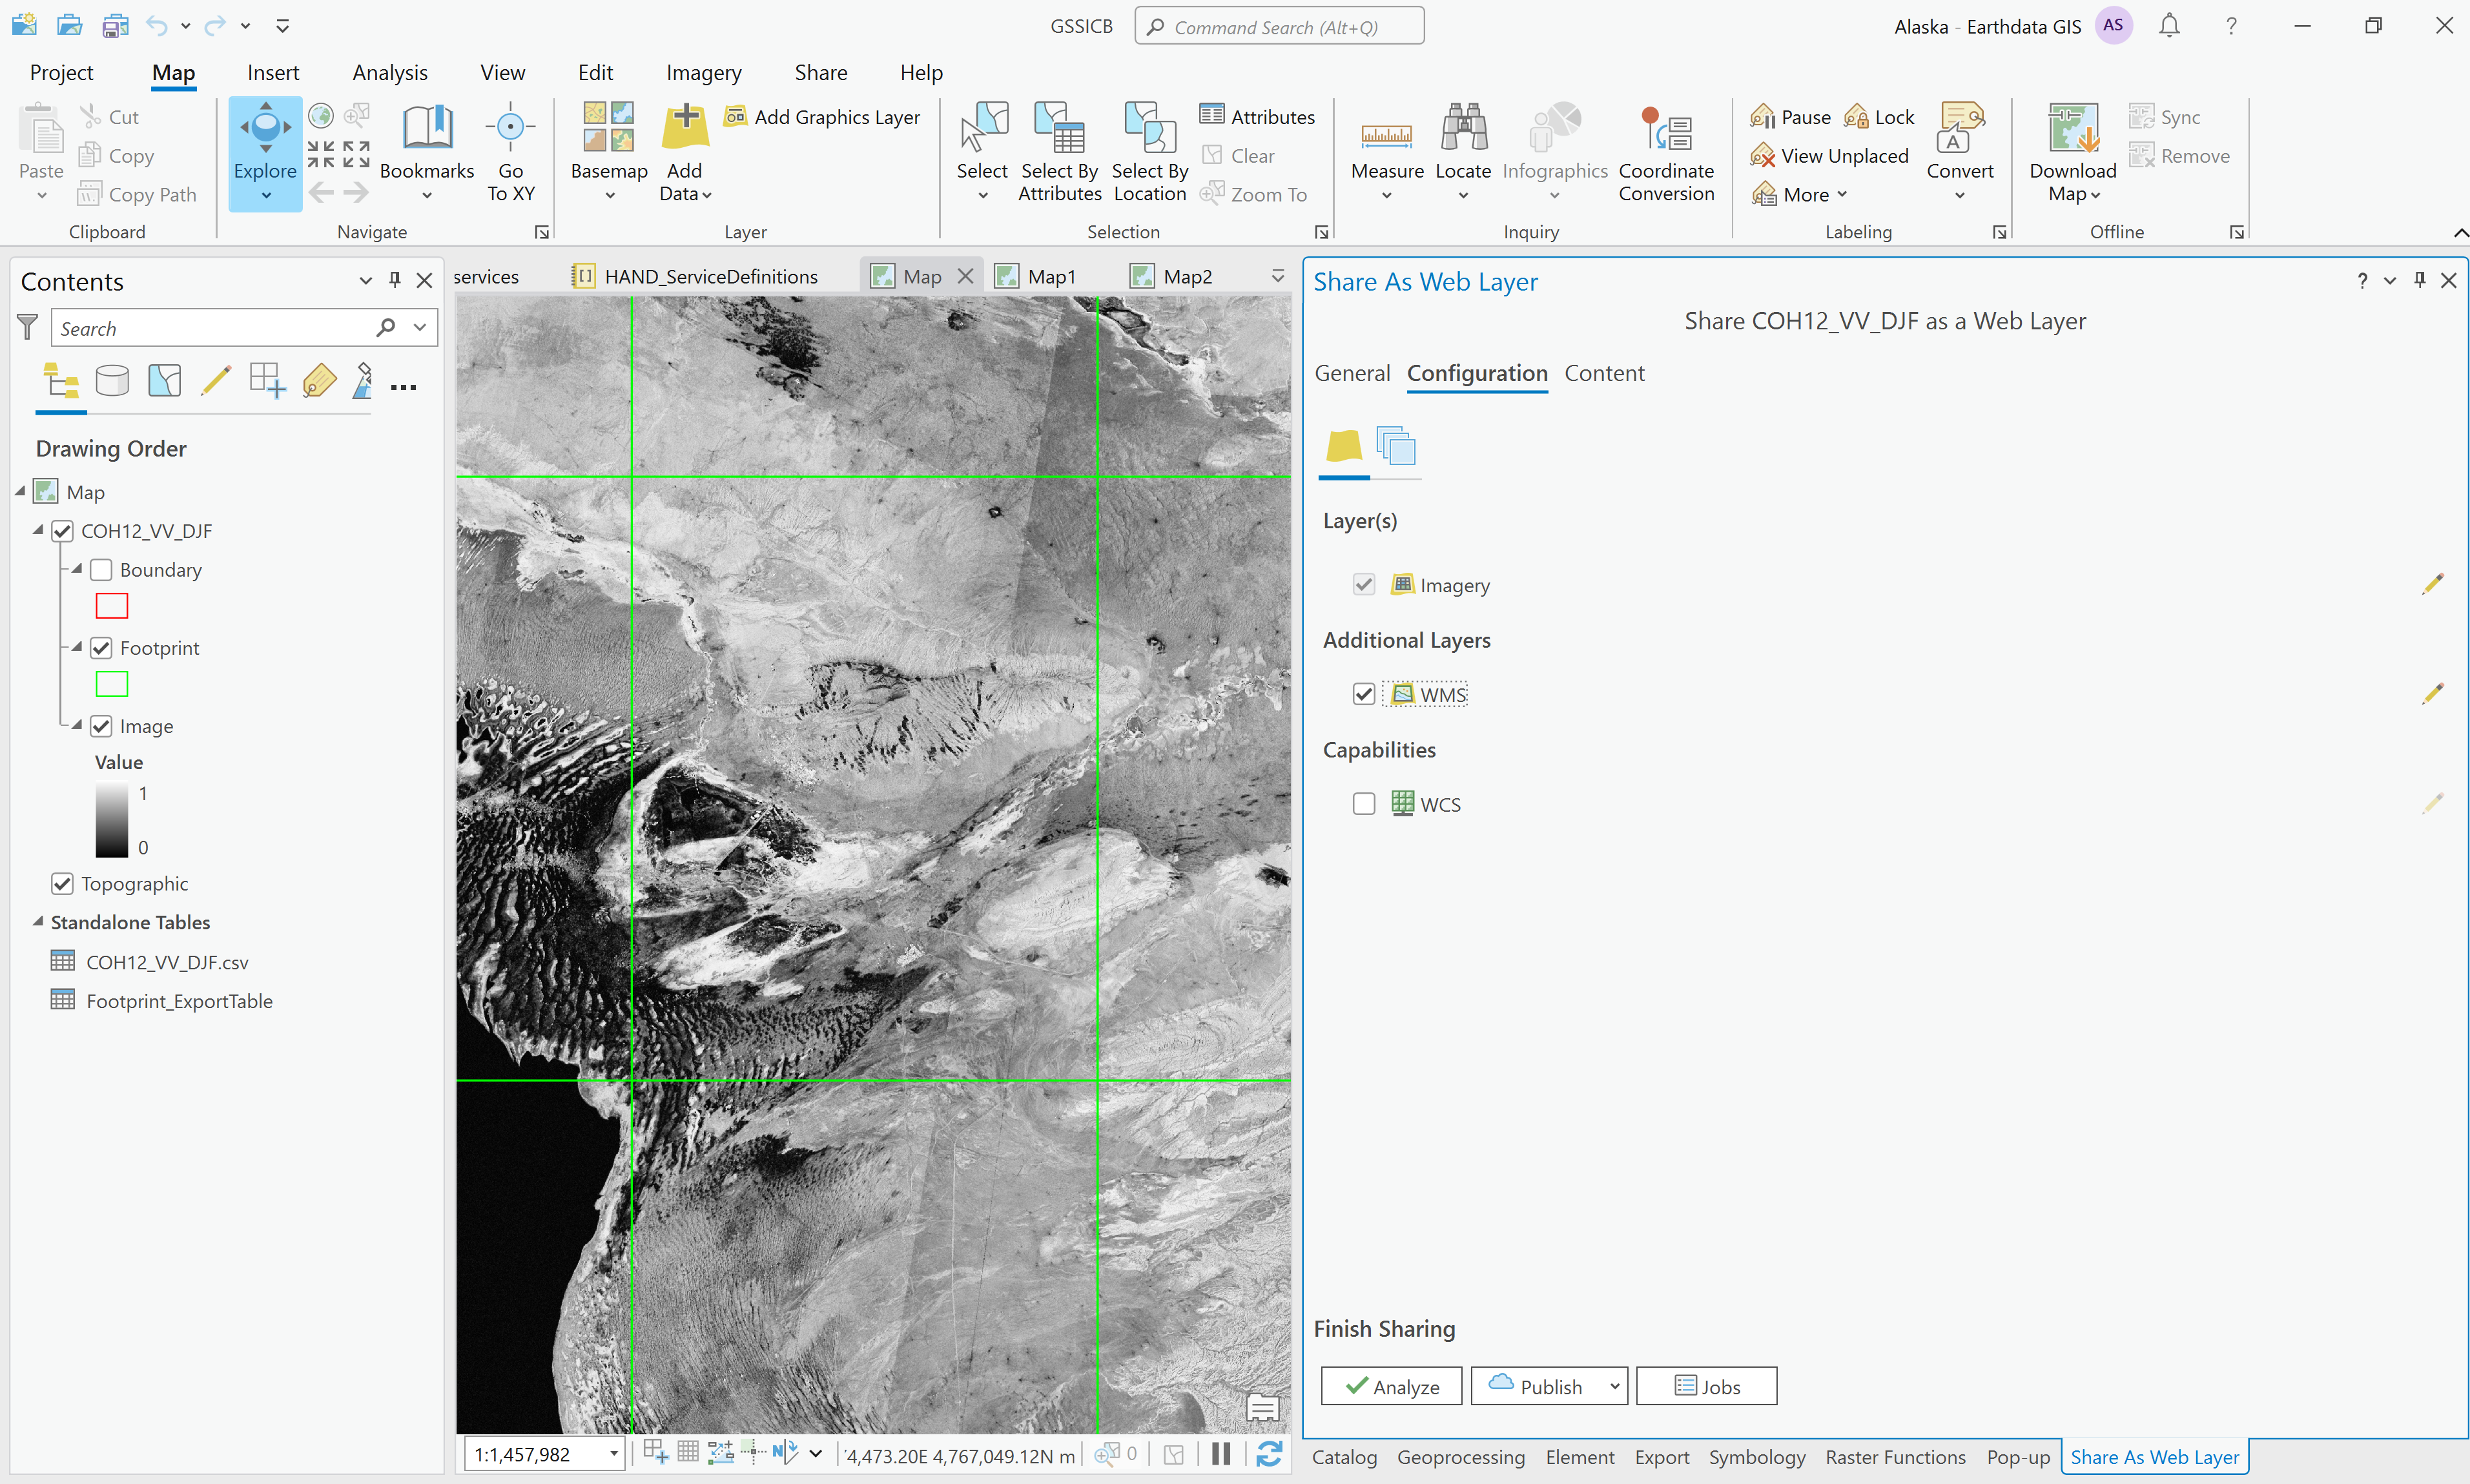 GSSICB
Command Search (Alt+Q)
Alaska - Earthdata GIS
AS
Project
Map
Insert
Analysis
View
Edit
Imagery
Share
Help
Paste
Cut
Copy
Copy Path
Clipboard
Explore
Bookmarks
Go
To XY
Navigate
Basemap
Add
Data
Add Graphics Layer
Layer
Select
Select By
Attributes
Select By
Location
Attributes
Clear
Zoom To
Selection
Measure
Locate
Infographics
Coordinate
Conversion
Inquiry
Pause
Lock
View Unplaced
More
A
Convert
Labeling
Download
Map
Sync
Remove
Offline
Contents
Search
Drawing Order
Map
COH12_VV_DJF
Boundary
Footprint
Image
Value
1
0
Topographic
Standalone Tables
COH12_VV_DJF.csv
Footprint_ExportTable
services
HAND_ServiceDefinitions
Map
Map1
Map2
1:1,457,982
N
4,473.20E 4,767,049.12N m
0
Share As Web Layer
?
Share COH12_VV_DJF as a Web Layer
General
Configuration
Content
Layer(s)
Imagery
Additional Layers
WMS
Capabilities
WCS
Finish Sharing
Analyze
Publish
Jobs
Catalog
Geoprocessing
Element
Export
Symbology
Raster Functions
Pop-up
Share As Web Layer